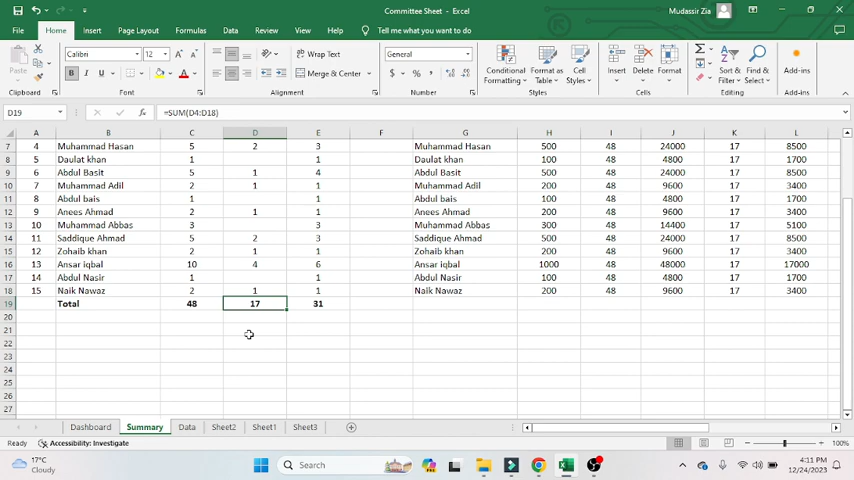 Committee Sheet - Excel
Mudassir Zia
File Home Insert Draw Page Layout Formulas Data Review View Help Tell me what you want to do
Paste
Calibri 12
Wrap Text
General
Merge & Center
Conditional Formatting
Format as Table
Cell Styles
Insert
Delete
Format
Sort & Filter
Find & Select
Add-ins
Clipboard Font Alignment Number Styles Cells Editing Add-ins
D19 =SUM(D4:D18)
A B C D E F G H I J K L
7 4 Muhammad Hasan 5 2 3 Muhammad Hasan 500 48 24000 17 8500
8 5 Daulat khan 1 1 Daulat khan 100 48 4800 17 1700
9 6 Abdul Basit 5 1 4 Abdul Basit 500 48 24000 17 8500
10 7 Muhammad Adil 2 1 1 Muhammad Adil 200 48 9600 17 3400
11 8 Abdul bais 1 1 Abdul bais 100 48 4800 17 1700
12 9 Anees Ahmad 2 1 1 Anees Ahmad 200 48 9600 17 3400
13 10 Muhammad Abbas 3 3 Muhammad Abbas 300 48 14400 17 5100
14 11 Saddique Ahmad 5 2 3 Saddique Ahmad 500 48 24000 17 8500
15 12 Zohaib khan 2 1 1 Zohaib khan 200 48 9600 17 3400
16 13 Ansar iqbal 10 4 6 Ansar iqbal 1000 48 48000 17 17000
17 14 Abdul Nasir 1 1 Abdul Nasir 100 48 4800 17 1700
18 15 Naik Nawaz 2 1 1 Naik Nawaz 200 48 9600 17 3400
19 Total 48 17 31
20
21
22
23
24
25
26
27
Dashboard Summary Data Sheet2 Sheet1 Sheet3
Ready Accessibility: Investigate 100%
17°C
Cloudy
Search
4:11 PM
12/24/2023